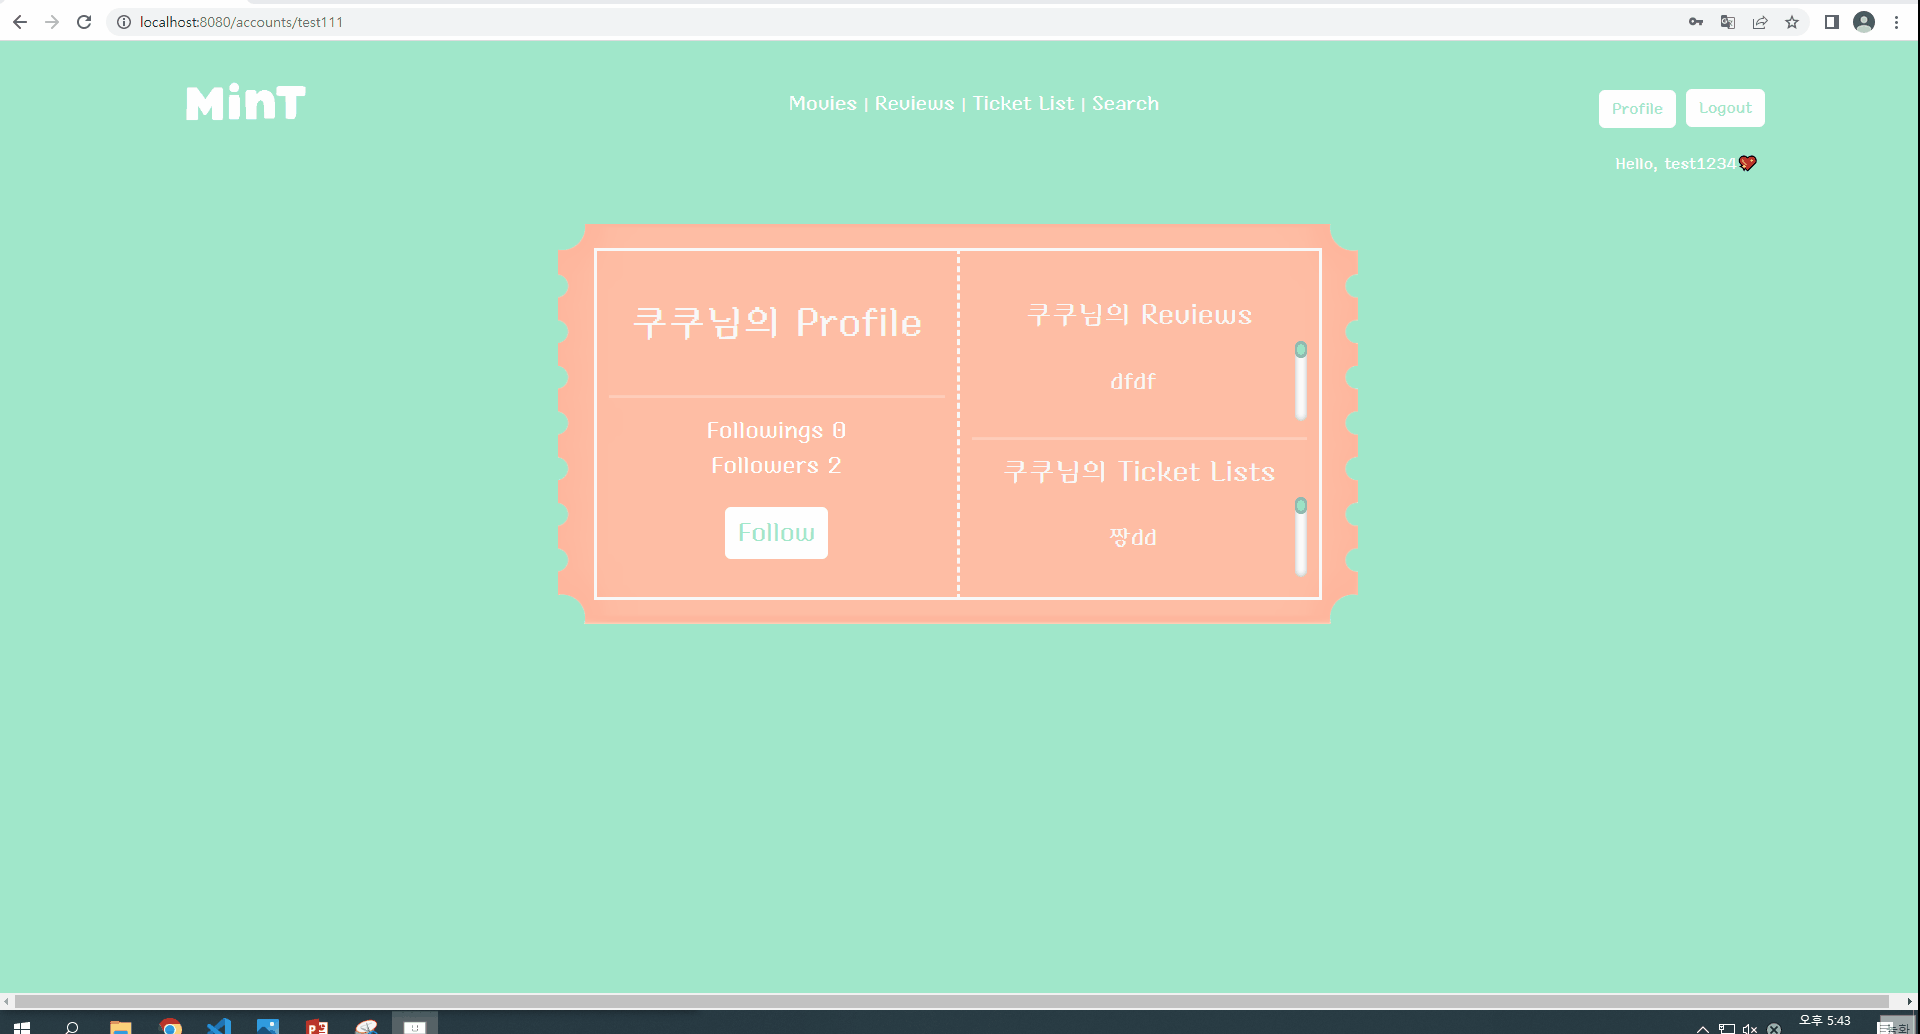 localhost:8080/accounts/test111
MinT
Movies | Reviews | Ticket List | Search
Profile
Logout
Hello, test1234
쿠쿠님의 Profile
Followings 0
Followers 2
Follow
쿠쿠님의 Reviews
dfdf
쿠쿠님의 Ticket Lists
짱dd
오후 5:43